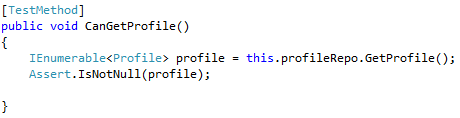 [TestMethod]
public void CanGetProfile()
{
    IEnumerable<Profile> profile = this.profileRepo.GetProfile();
    Assert.IsNotNull(profile);
}